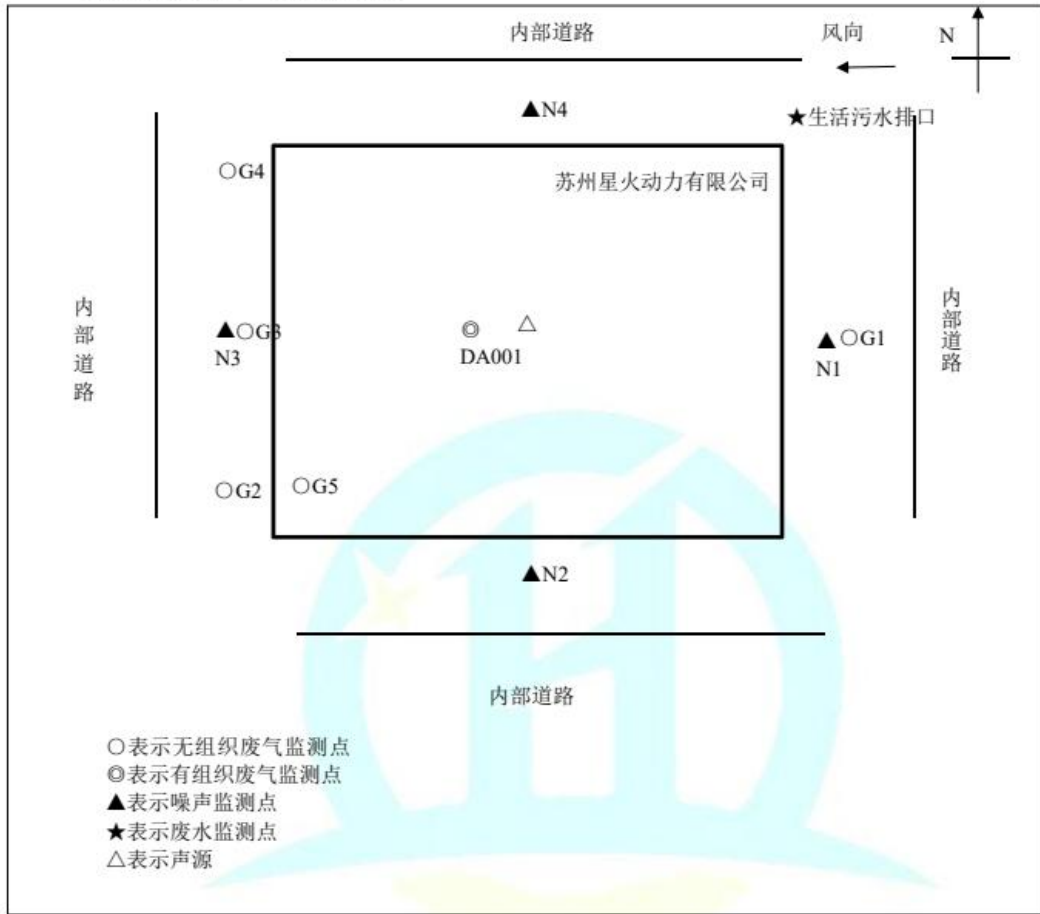 内部道路
风向
N
▲N4
★生活污水排口
○G4
苏州星火动力有限公司
内部道路
▲○G3
N3
◎
DA001
△
▲○G1
N1
内部道路
○G2
○G5
▲N2
内部道路
○表示无组织废气监测点
◎表示有组织废气监测点
▲表示噪声监测点
★表示废水监测点
△表示声源